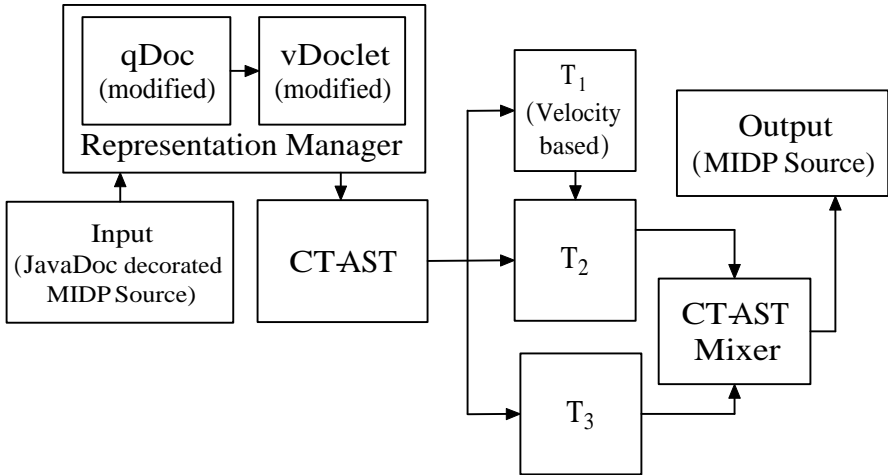 qDoc
(modified)
vDoclet
(modified)
Representation Manager
Input
(JavaDoc decorated
MIDP Source)
CT-AST
T1
(Velocity
based)
T2
T3
CT-AST
Mixer
Output
(MIDP Source)